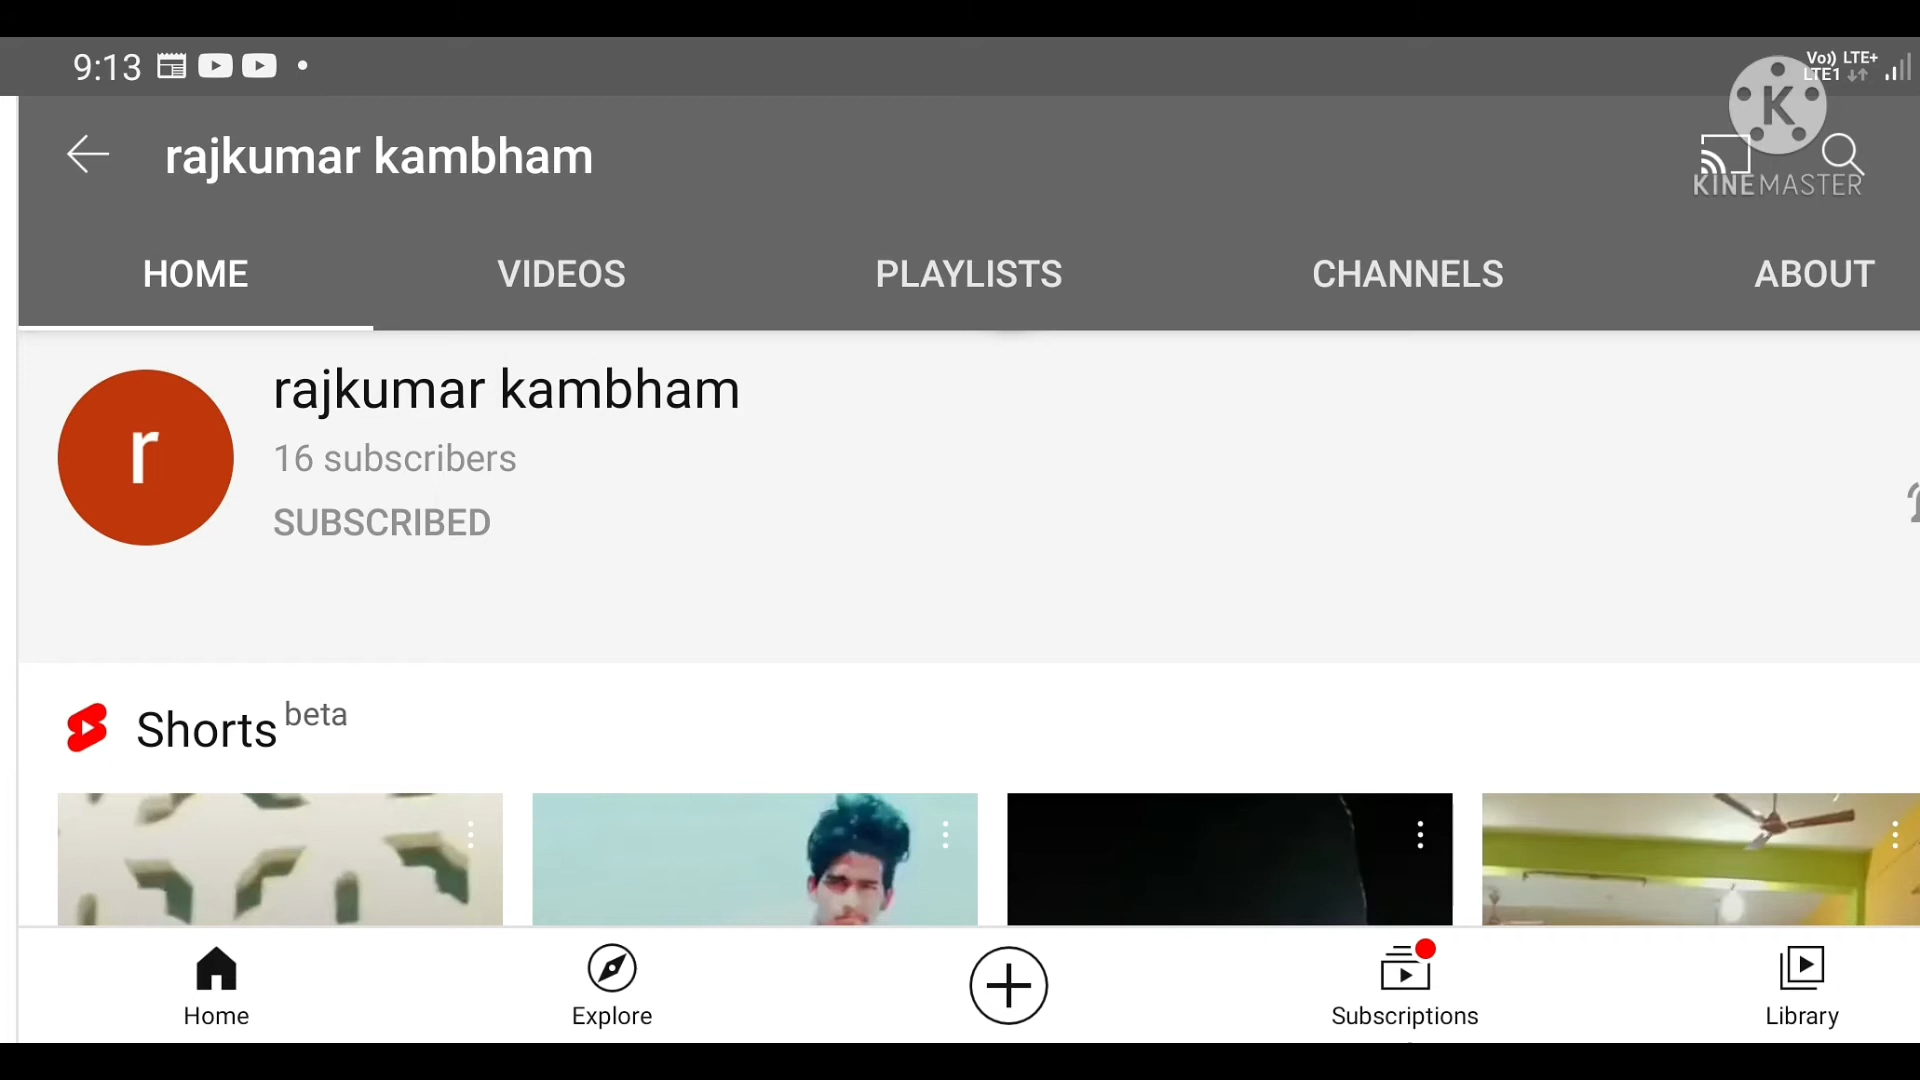 9:13
Vo)) LTE+
LTE1
rajkumar kambham
K
KINEMASTER
HOME VIDEOS PLAYLISTS CHANNELS ABOUT
r
rajkumar kambham
16 subscribers
SUBSCRIBED
Shorts beta
Home Explore Subscriptions Library